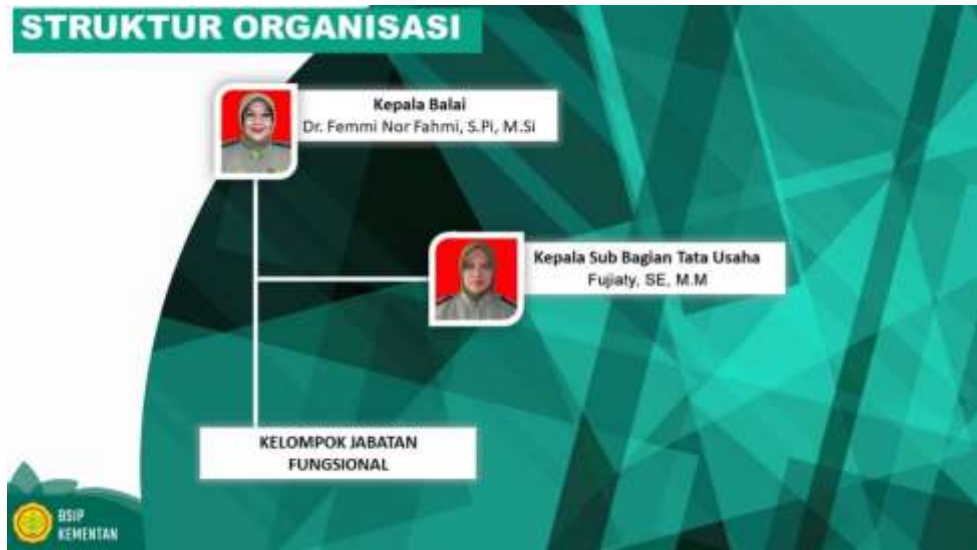 STRUKTUR ORGANISASI
Kepala Balai
Dr. Femmi Nor Fahmi, S.Pi, M.Si
Kepala Sub Bagian Tata Usaha
Fujiaty, SE, M.M
KELOMPOK JABATAN
FUNGSIONAL
BSIP
KEMENTAN